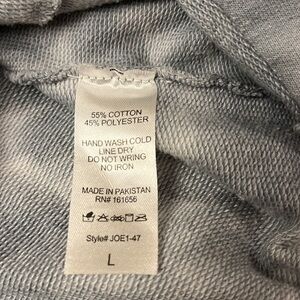 55% COTTON
45% POLYESTER
HAND WASH COLD
LINE DRY
DO NOT WRING
NO IRON
MADE IN PAKISTAN
RN# 161656
Style# JOE1-47
L